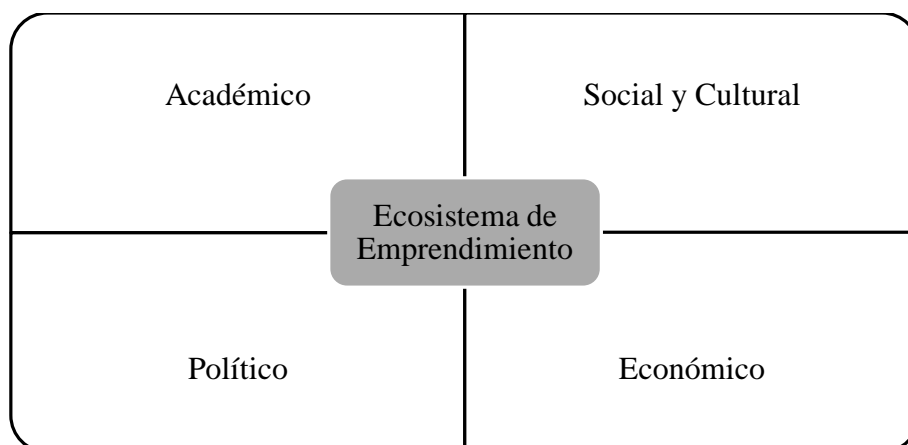 Académico
Social y Cultural
Ecosistema de
Emprendimiento
Político
Económico